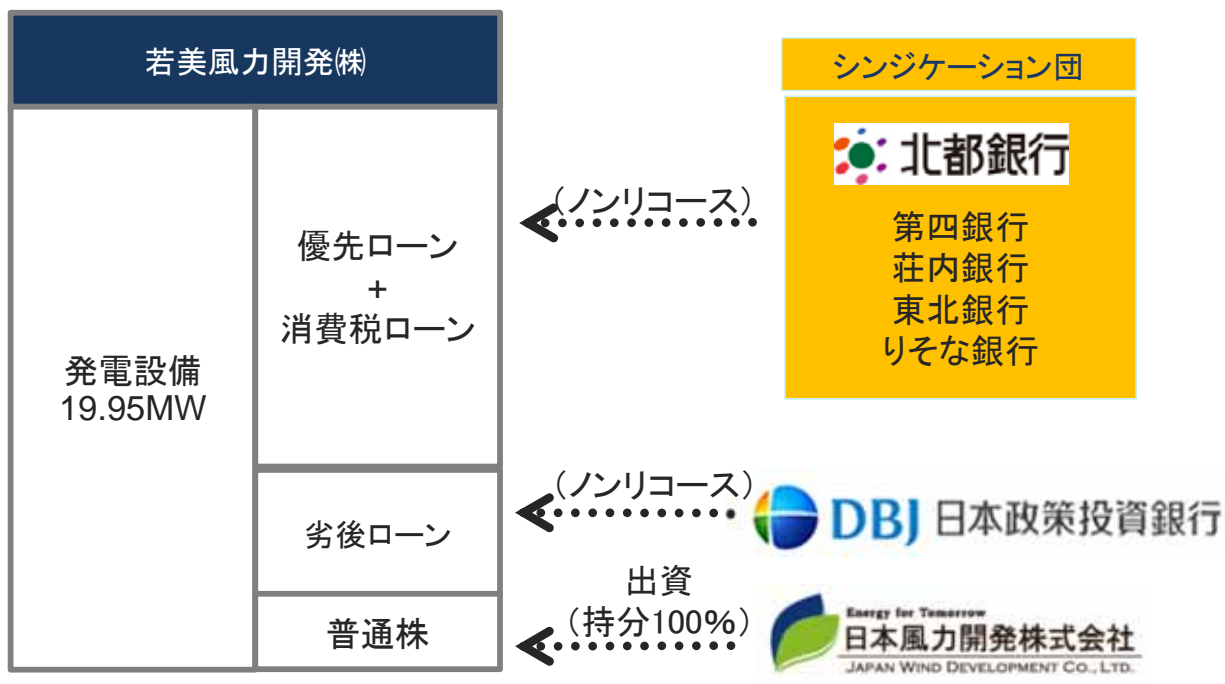 若美風力開発㈱
発電設備
19.95MW
優先ローン
+
消費税ローン
劣後ローン
普通株
シンジケーション団
北都銀行
第四銀行
荘内銀行
東北銀行
りそな銀行
(ノンリコース)
(ノンリコース)
DBJ 日本政策投資銀行
出資
(持分100%)
Energy for Tomorrow
日本風力開発株式会社
JAPAN WIND DEVELOPMENT CO., LTD.